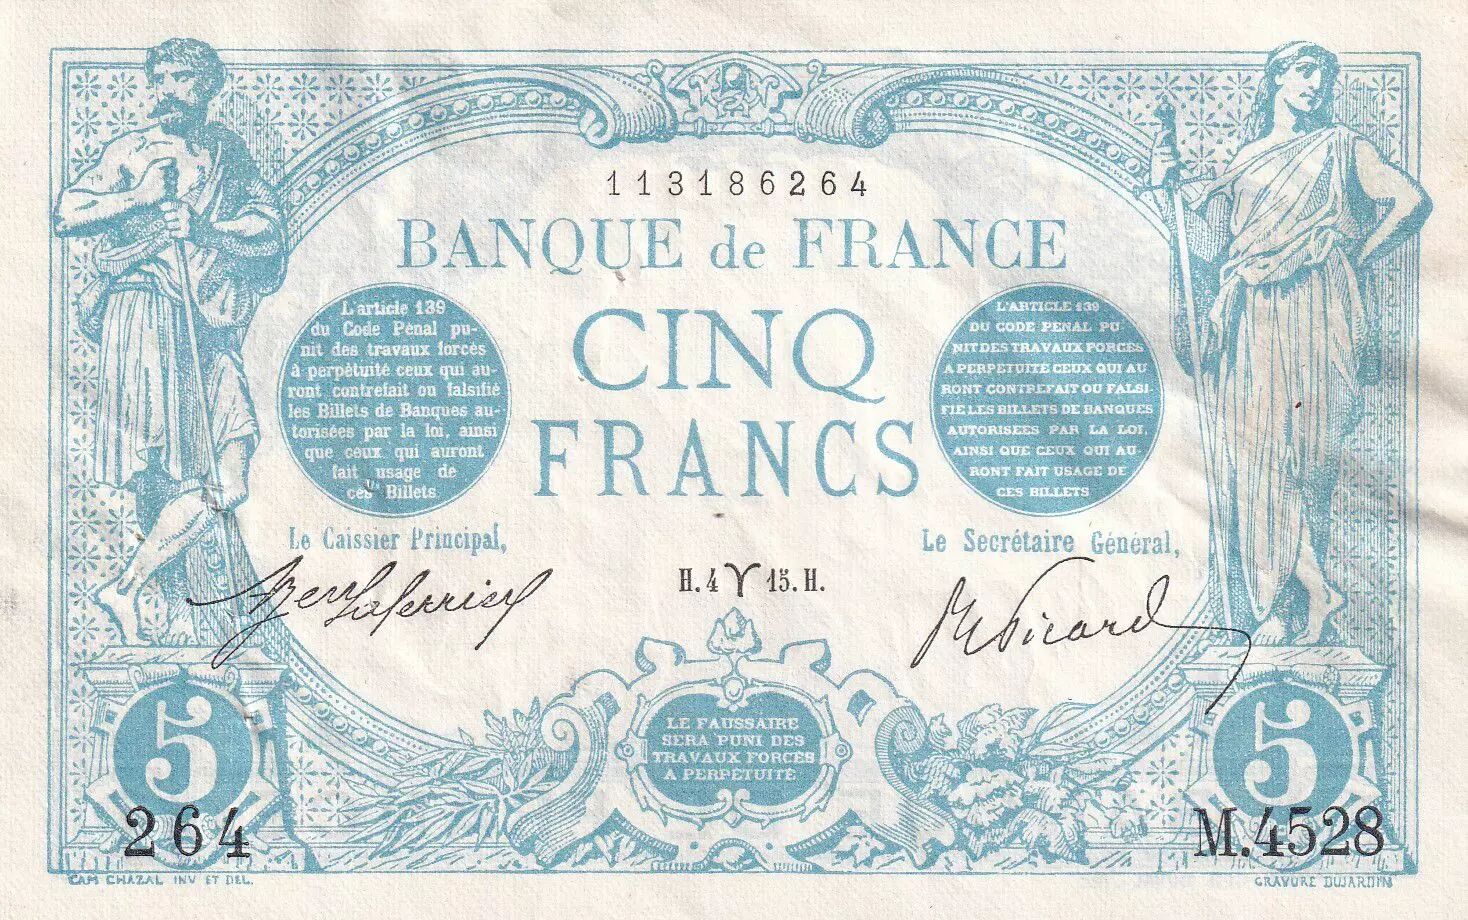 113186264
BANQUE de FRANCE
L'article 139
du Code Pénal pu-
nit des travaux forcés
à perpétuité ceux qui au-
ront contrefait ou falsifié
les Billets de Banques au-
torisées par la loi, ainsi
que ceux qui auront
fait usage de
ces Billets
CINQ
FRANCS
L'ARTICLE 139
DU CODE PENAL PU-
NIT DES TRAVAUX FORCES
A PERPETUITE CEUX QUI AU
RONT CONTREFAIT OU FALSI-
FIE LES BILLETS DE BANQUES
AUTORISEES PAR LA LOI,
AINSI QUE CEUX QUI AU-
RONT FAIT USAGE DE
CES BILLETS
Le Caissier Principal,
Le Secrétaire Général,
H.4 ♈ 15.H.
Picard
5
LE FAUSSAIRE
SERA PUNI DES
TRAVAUX FORCES
A PERPETUITE
5
264
M.4528
CAM CHAZAL INV ET DEL.
GRAVURE DUJARDIN